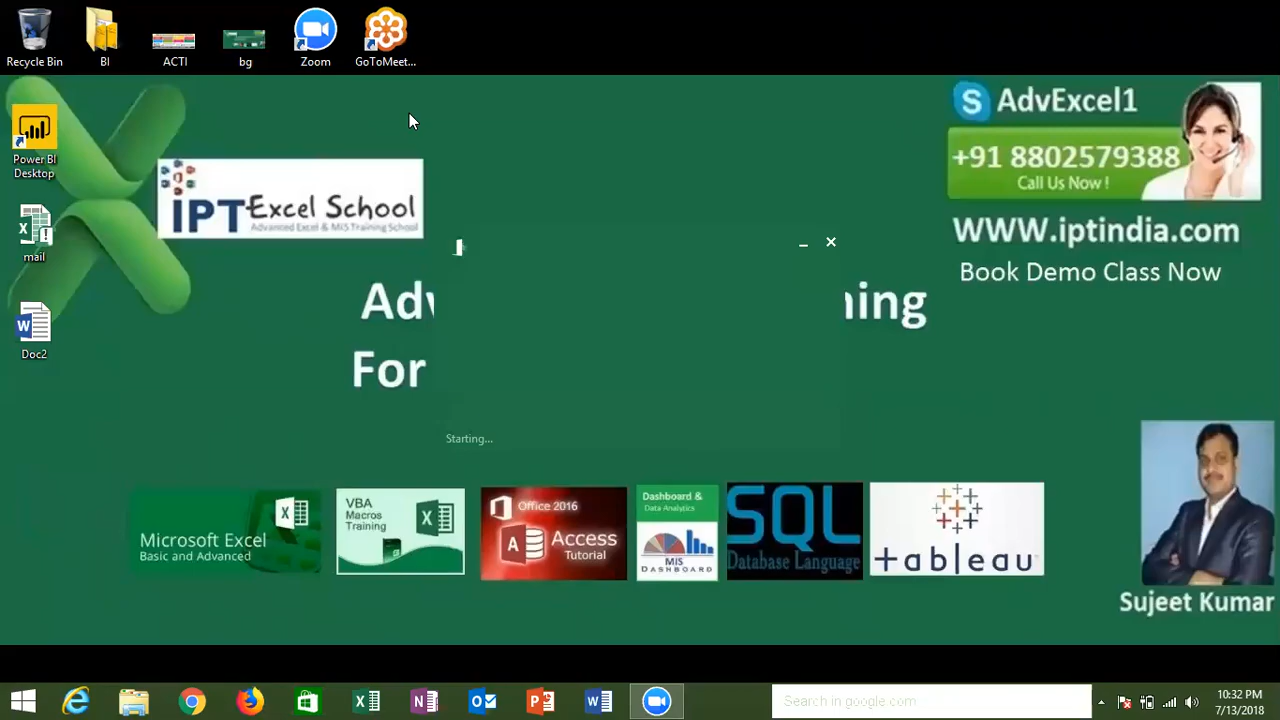 Recycle Bin
BI
ACTI
bg
Zoom
GoToMeet...
Power BI
Desktop
mail
Doc2
IPT Excel School
Advanced Excel & MIS Training School
AdvExcel1
+91 8802579388
Call Us Now !
WWW.iptindia.com
Book Demo Class Now
Adv
ning
For
Starting...
Microsoft Excel
Basic and Advanced
VBA
Macros
Training
Office 2016
Access
Tutorial
Dashboard &
Data Analytics
MIS
DASHBOARD
SQL
Database Language
+ableau
Sujeet Kumar
Search in google.com
10:32 PM
7/13/2018